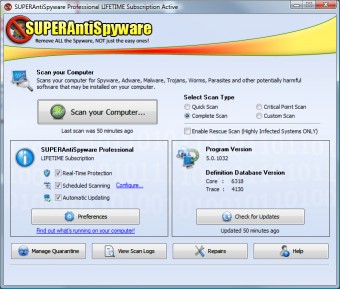 SUPERAntiSpyware Professional LIFETIME Subscription Active
SUPERAntiSpyware
Remove ALL the Spyware, NOT just the easy ones!
Scan your Computer
Scans your computer for Spyware, Adware, Malware, Trojans, Worms, Parasites and other potentially harmful
software that may be installed on your computer.
Scan your Computer...
Last scan was 50 minutes ago
Select Scan Type
Quick Scan
Critical Point Scan
Complete Scan
Custom Scan
Enable Rescue Scan (Highly Infected Systems ONLY)
SUPERAntiSpyware Professional
LIFETIME Subscription
Real-Time Protection
Scheduled Scanning Configure...
Automatic Updating
Preferences
Find out what's running on your computer!
Program Version
5.0.1032
Definition Database Version
Core : 6318
Trace : 4130
Check for Updates
Updated 50 minutes ago
Manage Quarantine
View Scan Logs
Repairs
Help